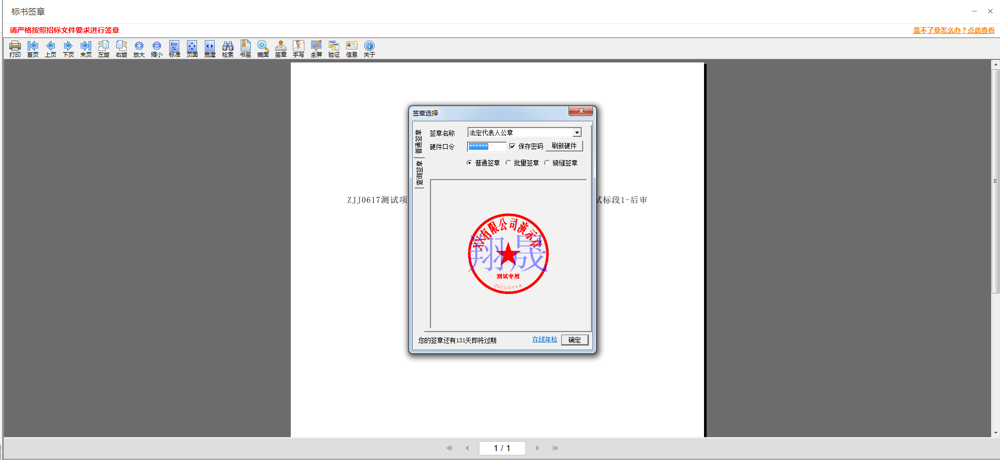 标书签章
请严格按照招标文件要求进行签章
盖不了章怎么办？点此查看
打印 首页 上页 下页 末页 左旋 右旋 放大 缩小 标准 页面 宽度 检索 书签 镜面 签章 手写 全屏 验证 信息 关于
签章选择
普通签章
查询签章
签章名称 法定代表人公章
硬件口令 ****** 保存密码 刷新硬件
普通签章 批量签章 骑缝签章
ZJJ0617测试项
试标段1-后审
XX有限公司演示章
翔晟
测试专用
20100114
您的签章还有131天即将过期 在线年检 确定
1 / 1